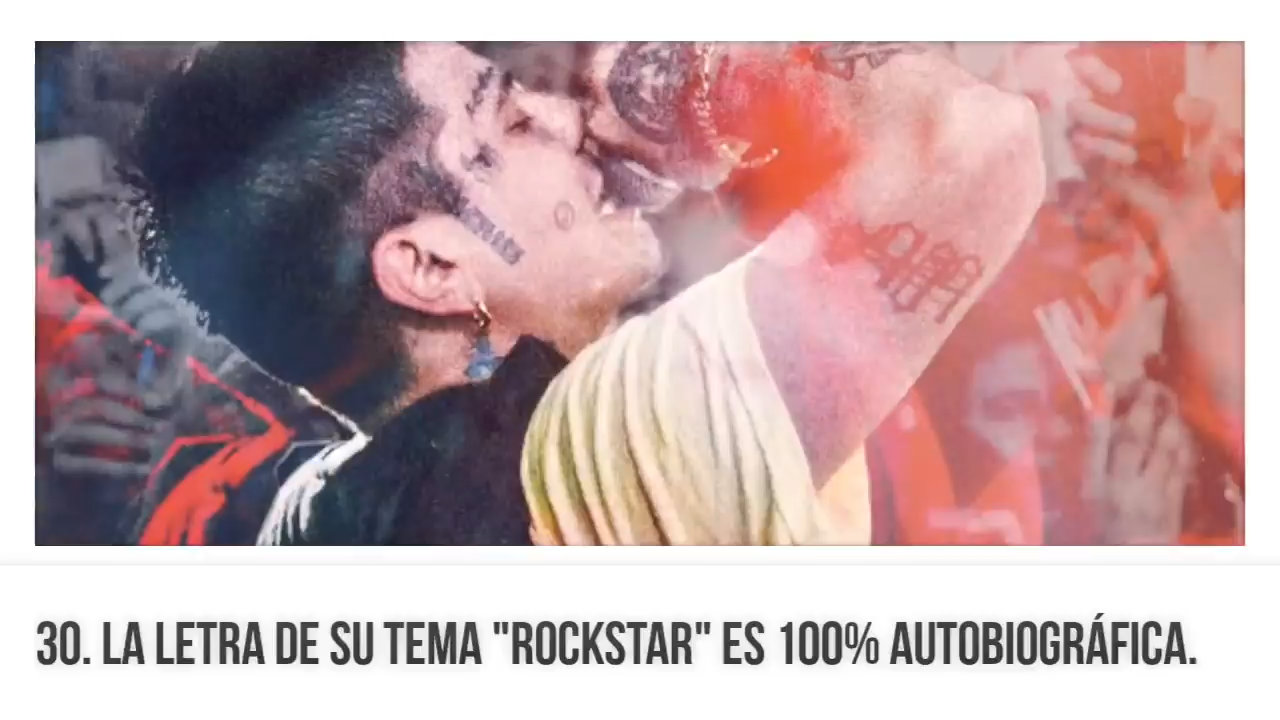 30. LA LETRA DE SU TEMA "ROCKSTAR" ES 100% AUTOBIOGRÁFICA.